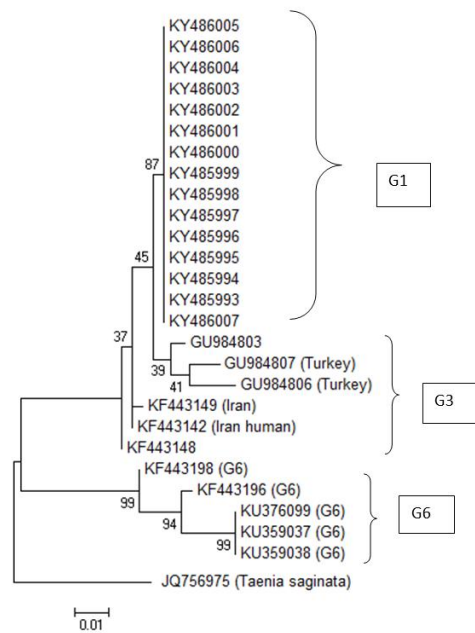 KY486005
KY486006
KY486004
KY486003
KY486002
KY486001
KY486000
87
KY485999
G1
KY485998
KY485997
KY485996
45
KY485995
KY485994
KY485993
KY486007
37
GU984803
39
GU984807 (Turkey)
41
GU984806 (Turkey)
G3
KF443149 (Iran)
KF443142 (Iran human)
KF443148
KF443198 (G6)
99
KF443196 (G6)
KU376099 (G6)
G6
94
KU359037 (G6)
99
KU359038 (G6)
JQ756975 (Taenia saginata)
0.01